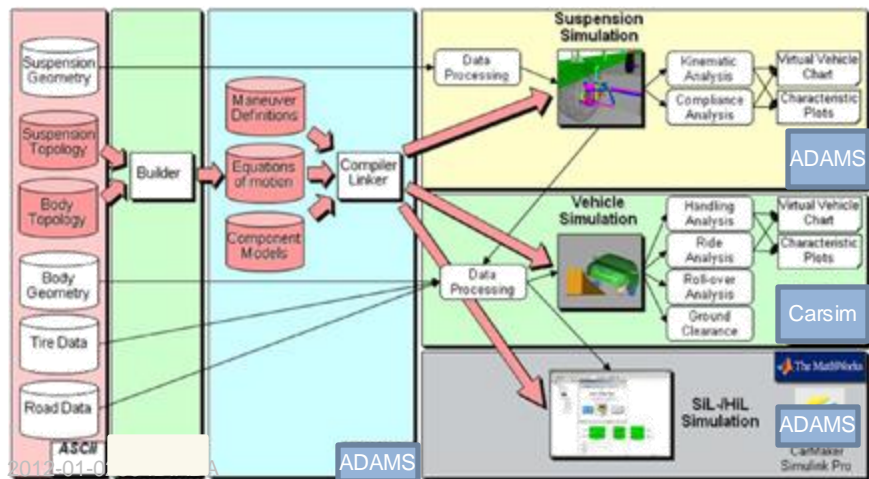 Suspension
Geometry
Suspension
Topology
Body
Topology
Body
Geometry
Tire Data
Road Data
ASCII
Builder
Maneuver
Definitions
Equations
of motion
Component
Models
Compiler
Linker
ADAMS
Suspension
Simulation
Data
Processing
Kinematic
Analysis
Compliance
Analysis
Virtual Vehicle
Chart
Characteristic
Plots
ADAMS
Vehicle
Simulation
Data
Processing
Handling
Analysis
Ride
Analysis
Roll-over
Analysis
Ground
Clearance
Virtual Vehicle
Chart
Characteristic
Plots
Carsim
SiL-/HiL
Simulation
The MathWorks
ADAMS
CarMaker
Simulink Pro